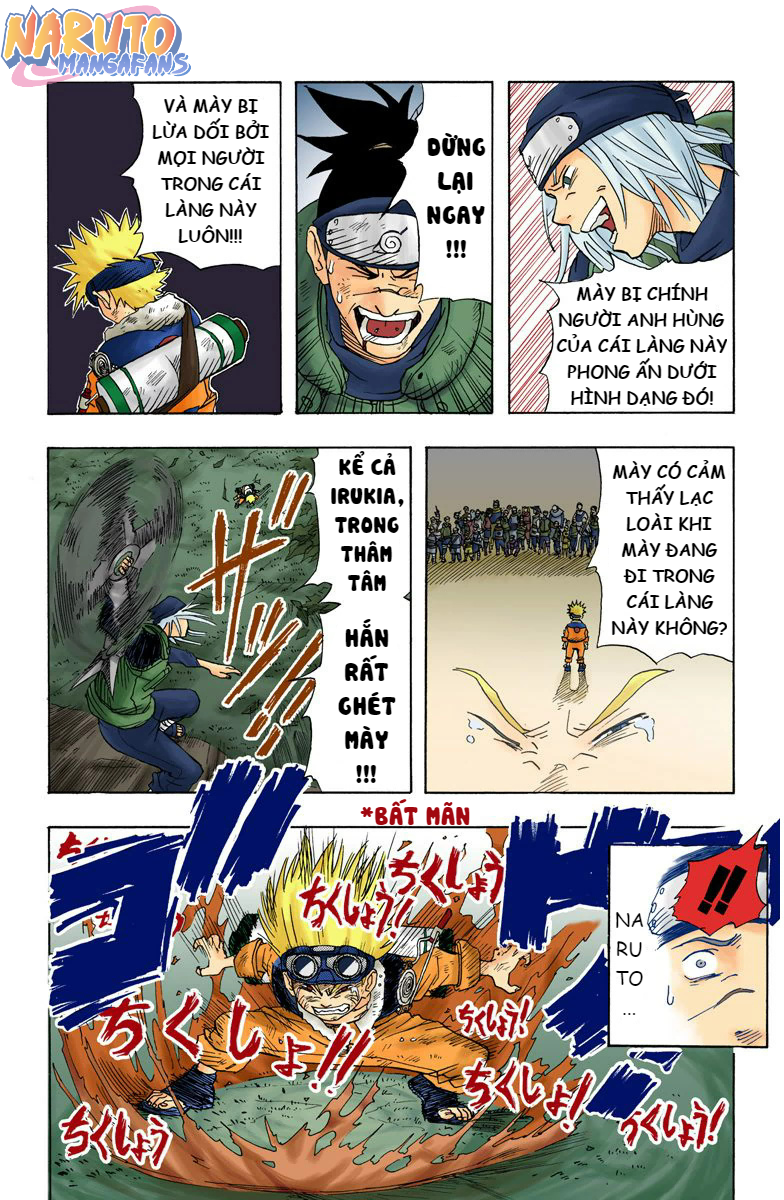 NARUTO
MANGAFANS
MÀY BỊ CHÍNH
NGƯỜI ANH HÙNG
CỦA CÁI LÀNG NÀY
PHONG ẤN DƯỚI
HÌNH DẠNG ĐÓ!
DỪNG
LẠI
NGAY
!!!
VÀ MÀY BỊ
LỪA DỐI BỞI
MỌI NGƯỜI
TRONG CÁI
LÀNG NÀY
LUÔN!!!
MÀY CÓ CẢM
THẤY LẠC
LOÀI KHI
MÀY ĐANG
ĐI TRONG
CÁI LÀNG
NÀY KHÔNG?
KỂ CẢ
IRUKIA,
TRONG
THÂM
TÂM
HẮN
RẤT
GHÉT
MÀY
!!!
*BẤT MÃN
!!
NA
RU
TO
...
ちくしょう
ちくしょう!
ちくしょ!!
ちくしょう!
ちくしょ!
ちくしょう
ちくしょう!